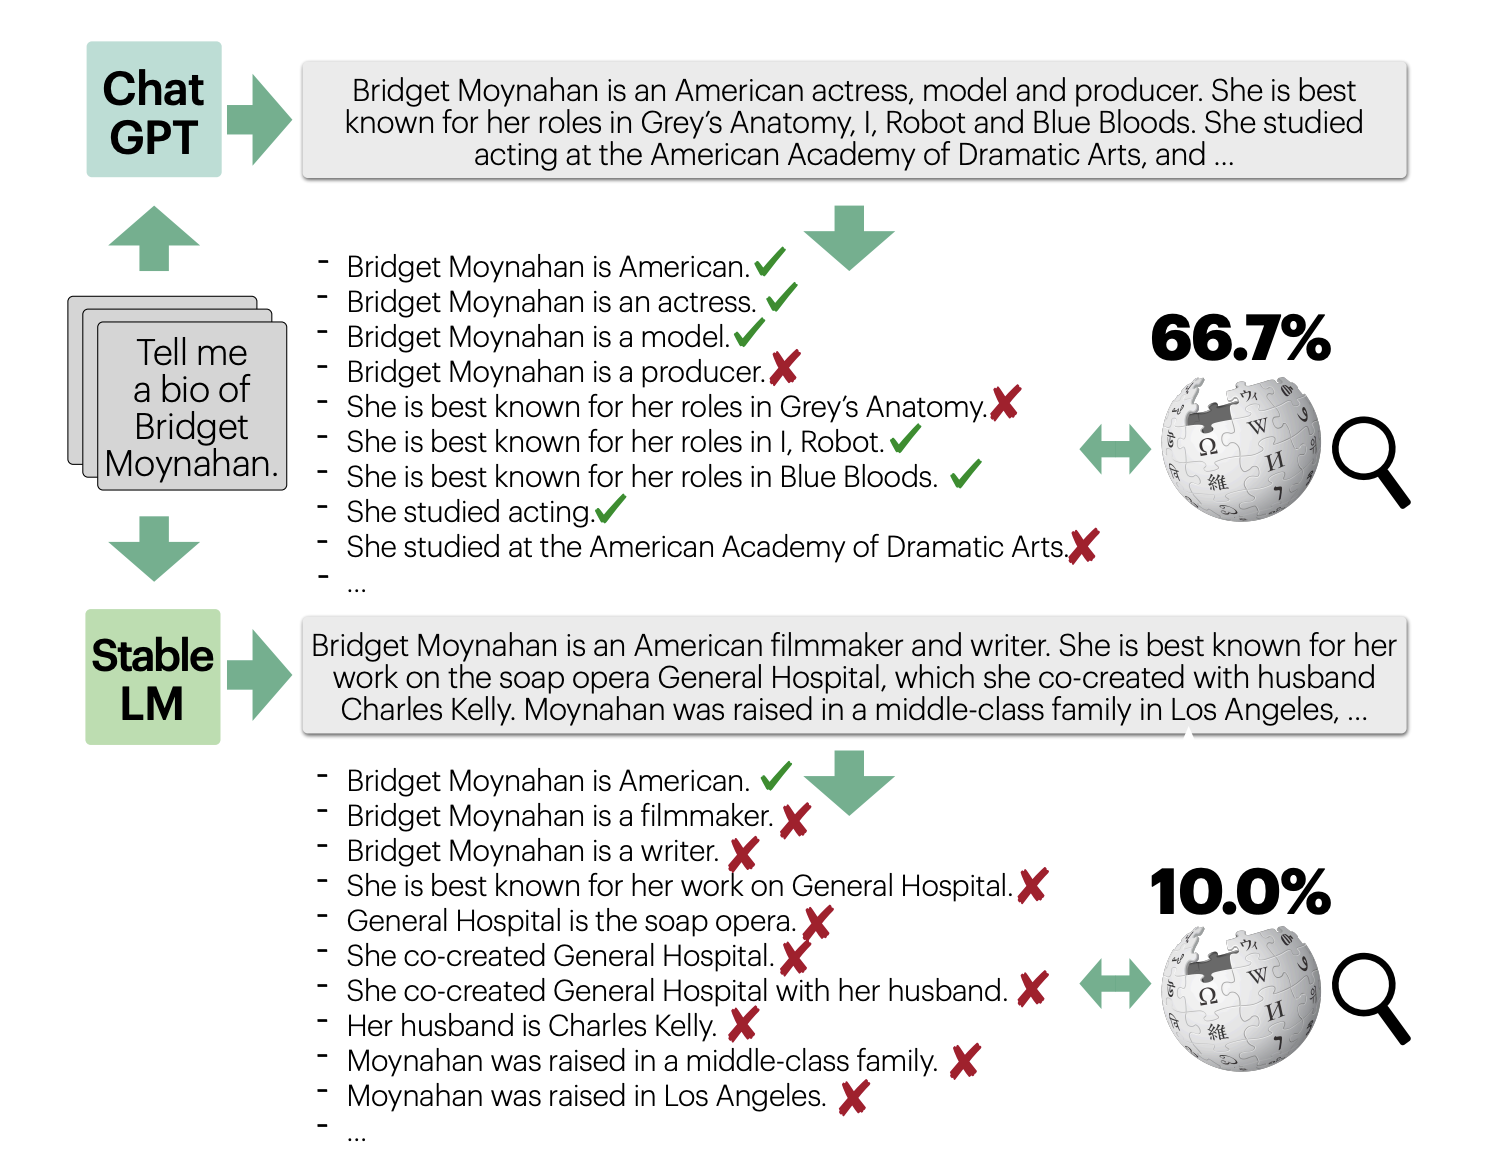 Chat
GPT
Bridget Moynahan is an American actress, model and producer. She is best
known for her roles in Grey’s Anatomy, I, Robot and Blue Bloods. She studied
acting at the American Academy of Dramatic Arts, and ...
Tell me
a bio of
Bridget
Moynahan.
- Bridget Moynahan is American. ✓
- Bridget Moynahan is an actress. ✓
- Bridget Moynahan is a model. ✓
- Bridget Moynahan is a producer. ✘
- She is best known for her roles in Grey’s Anatomy. ✘
- She is best known for her roles in I, Robot. ✓
- She is best known for her roles in Blue Bloods. ✓
- She studied acting. ✓
- She studied at the American Academy of Dramatic Arts. ✘
- ...
66.7%
Ω W И 維 7
Stable
LM
Bridget Moynahan is an American filmmaker and writer. She is best known for her
work on the soap opera General Hospital, which she co-created with husband
Charles Kelly. Moynahan was raised in a middle-class family in Los Angeles, ...
- Bridget Moynahan is American. ✓
- Bridget Moynahan is a filmmaker. ✘
- Bridget Moynahan is a writer. ✘
- She is best known for her work on General Hospital. ✘
- General Hospital is the soap opera. ✘
- She co-created General Hospital. ✘
- She co-created General Hospital with her husband. ✘
- Her husband is Charles Kelly. ✘
- Moynahan was raised in a middle-class family. ✘
- Moynahan was raised in Los Angeles. ✘
- ...
10.0%
Ω W И 維 7